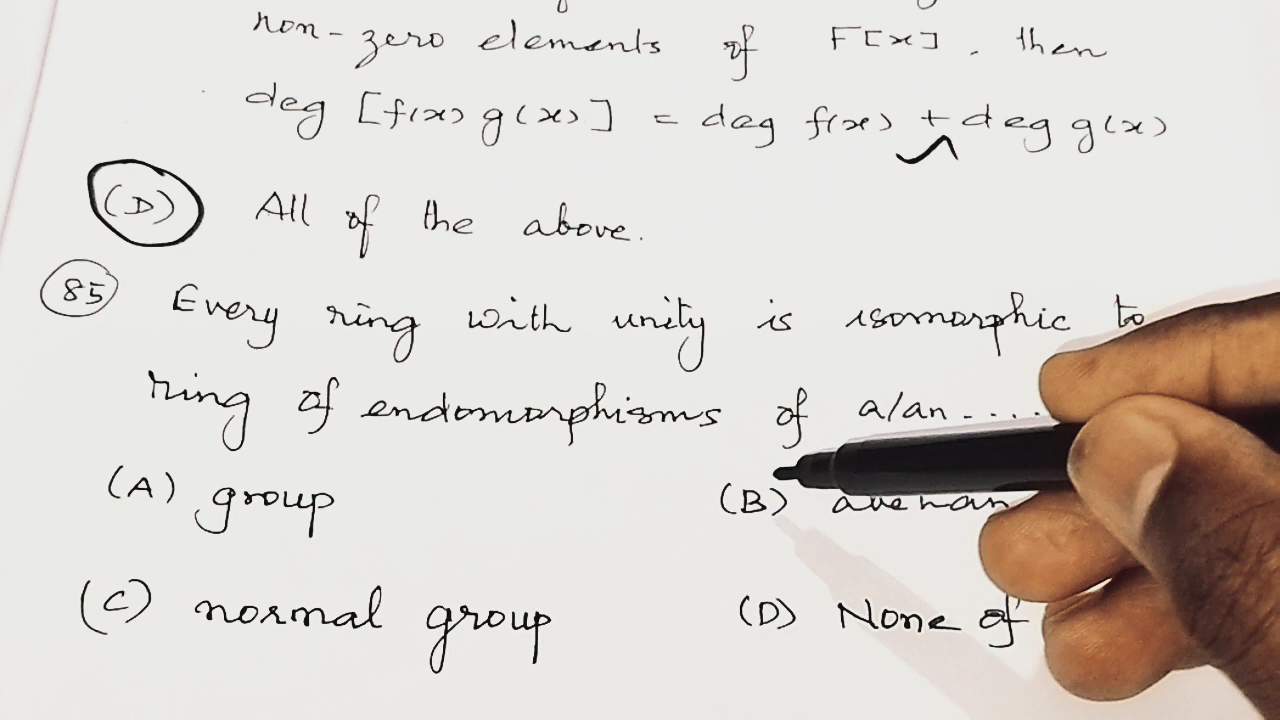 non-zero elements of F[x]. then
deg [f(x) g(x)] = deg f(x) + deg g(x)
(D) All of the above.
85 Every ring with unity is isomorphic to
ring of endomorphisms of a/an.....
(A) group (B)
(C) normal group (D) None of